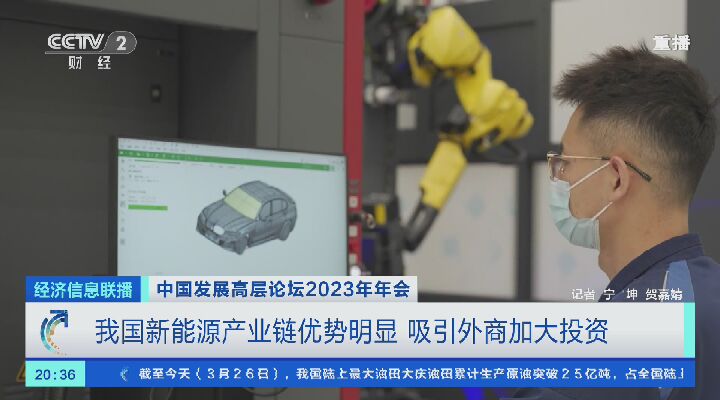 CCTV 2
财经
重播
记者 宁 坤 贺嘉婧
经济信息联播
中国发展高层论坛2023年年会
我国新能源产业链优势明显 吸引外商加大投资
20:36
截至今天（3月26日），我国陆上最大油田大庆油田累计生产原油突破25亿吨，占全国陆上